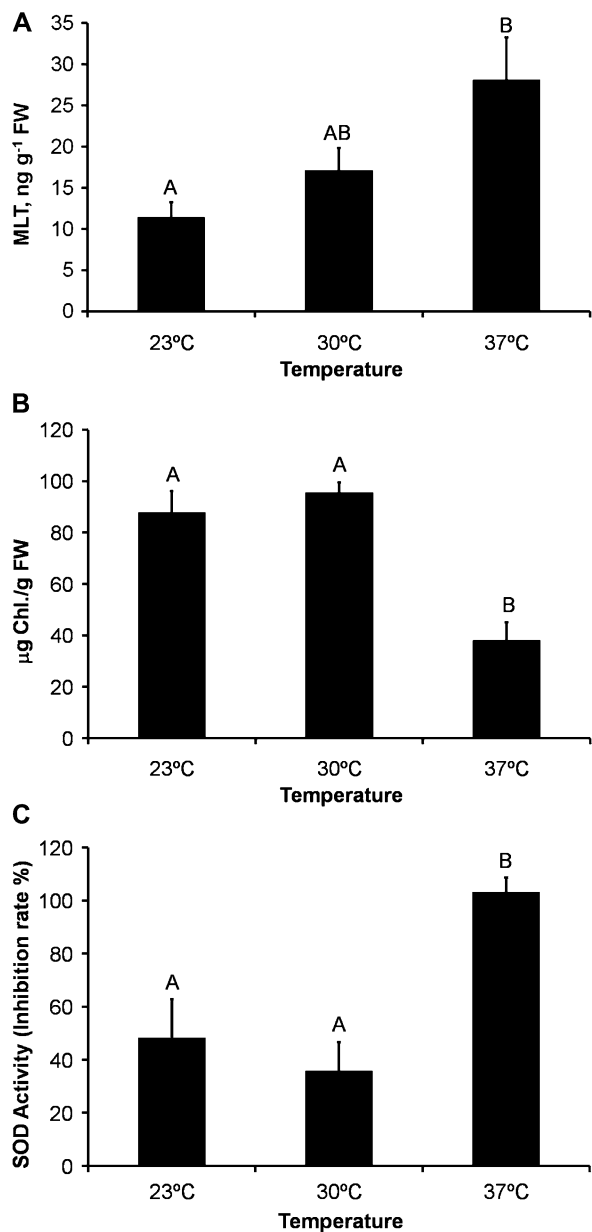 A
MLT, ng g⁻¹ FW
35
30
25
20
15
10
5
0
A
AB
B
23ºC
30ºC
37ºC
Temperature
B
µg Chl./g FW
120
100
80
60
40
20
0
A
A
B
23ºC
30ºC
37ºC
Temperature
C
SOD Activity (Inhibition rate %)
120
100
80
60
40
20
0
A
A
B
23ºC
30ºC
37ºC
Temperature